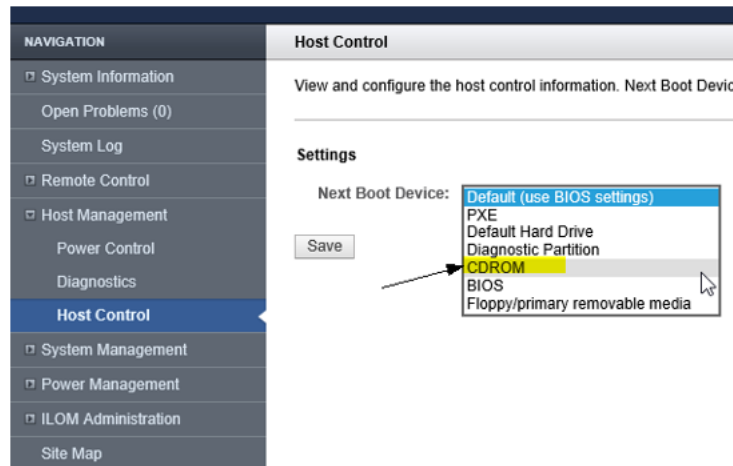 NAVIGATION
System Information
Open Problems (0)
System Log
Remote Control
Host Management
Power Control
Diagnostics
Host Control
System Management
Power Management
ILOM Administration
Site Map
Host Control
View and configure the host control information. Next Boot Devic
Settings
Next Boot Device:
Default (use BIOS settings)
PXE
Default Hard Drive
Diagnostic Partition
CDROM
BIOS
Floppy/primary removable media
Save